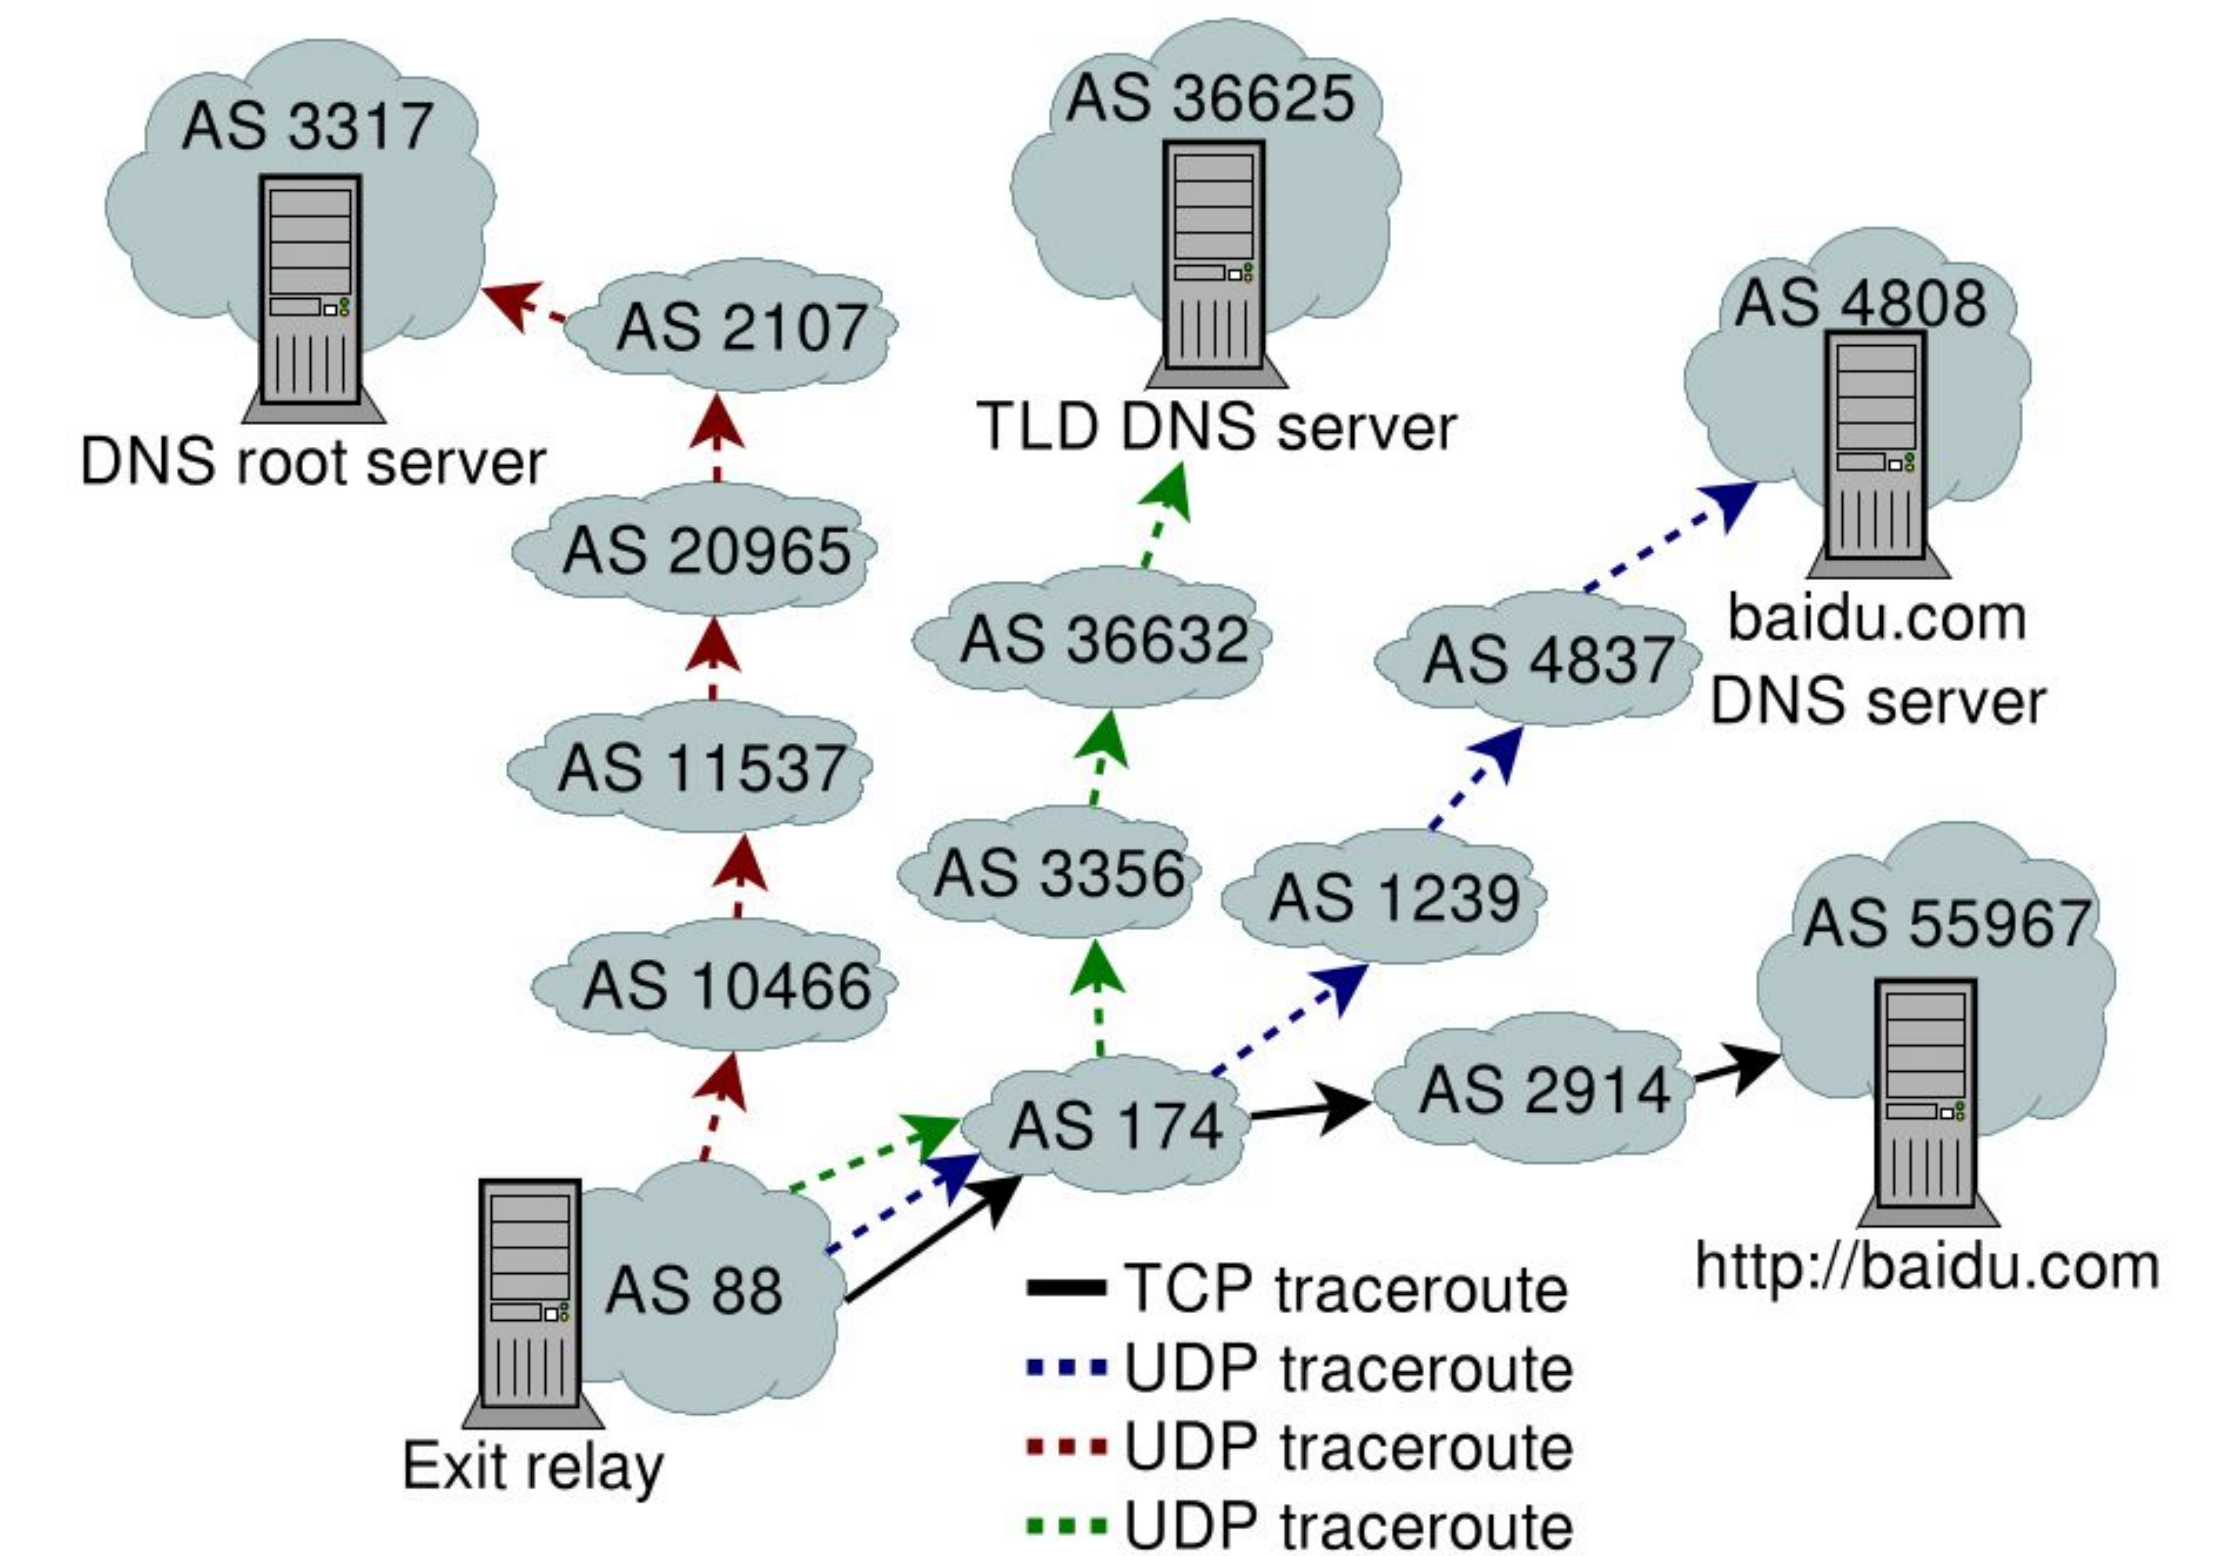 AS 3317
DNS root server
AS 36625
TLD DNS server
AS 4808
baidu.com
DNS server
AS 2107
AS 20965
AS 11537
AS 10466
AS 36632
AS 3356
AS 4837
AS 1239
AS 174
AS 2914
AS 55967
http://baidu.com
AS 88
Exit relay
TCP traceroute
UDP traceroute
UDP traceroute
UDP traceroute